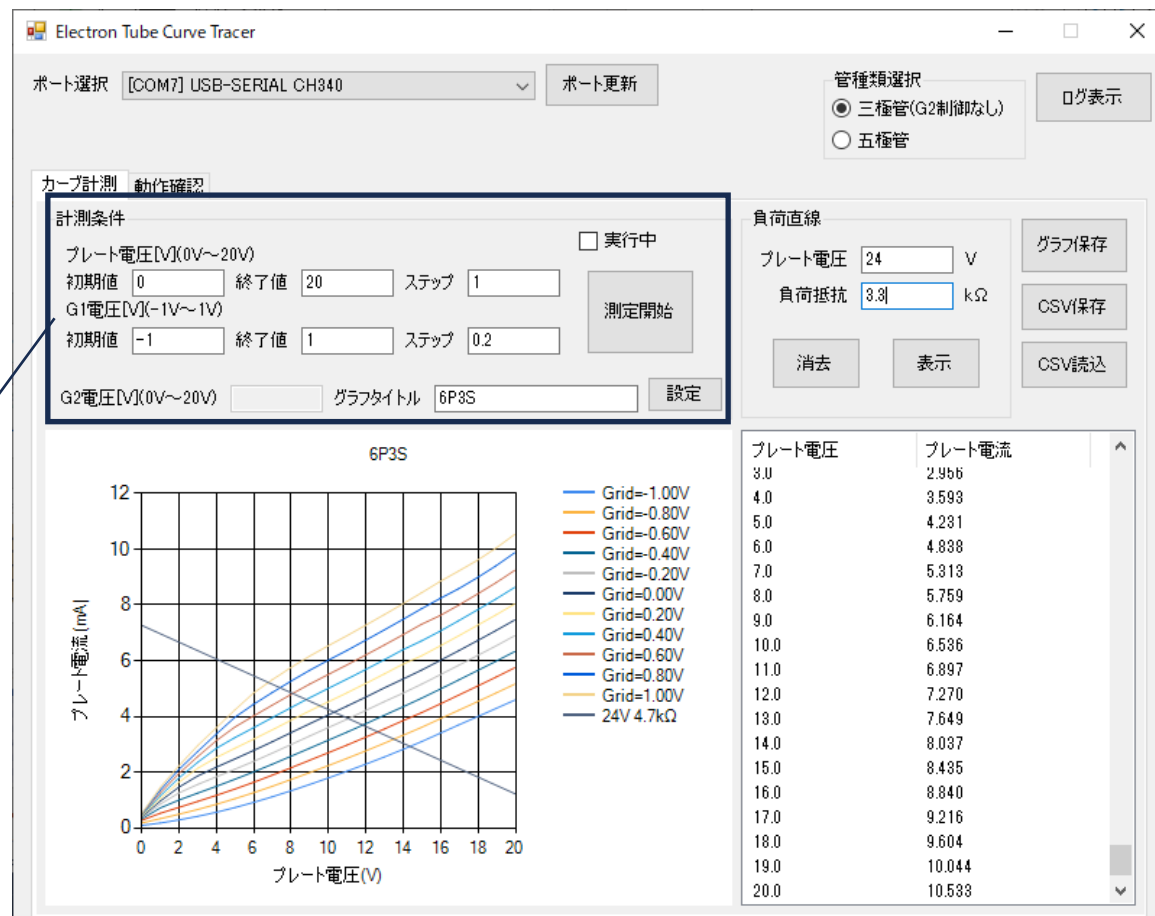 Electron Tube Curve Tracer
ポート選択 [COM7] USB-SERIAL CH340 ポート更新
管種類選択
三極管(G2制御なし)
五極管
ログ表示
カーブ計測 動作確認
計測条件
プレート電圧[V](0V～20V)
実行中
初期値 0 終了値 20 ステップ 1
G1電圧[V](-1V～1V)
初期値 -1 終了値 1 ステップ 0.2
測定開始
G2電圧[V](0V～20V) グラフタイトル 6P3S 設定
負荷直線
プレート電圧 24 V
負荷抵抗 3.3 kΩ
消去 表示
グラフ保存
CSV保存
CSV読込
6P3S
プレート電流(mA)
12
10
8
6
4
2
0
0 2 4 6 8 10 12 14 16 18 20
プレート電圧(V)
Grid=-1.00V
Grid=-0.80V
Grid=-0.60V
Grid=-0.40V
Grid=-0.20V
Grid=0.00V
Grid=0.20V
Grid=0.40V
Grid=0.60V
Grid=0.80V
Grid=1.00V
24V 4.7kΩ
プレート電圧 プレート電流
3.0 2.956
4.0 3.593
5.0 4.231
6.0 4.838
7.0 5.313
8.0 5.759
9.0 6.164
10.0 6.536
11.0 6.897
12.0 7.270
13.0 7.649
14.0 8.037
15.0 8.435
16.0 8.840
17.0 9.216
18.0 9.604
19.0 10.044
20.0 10.533